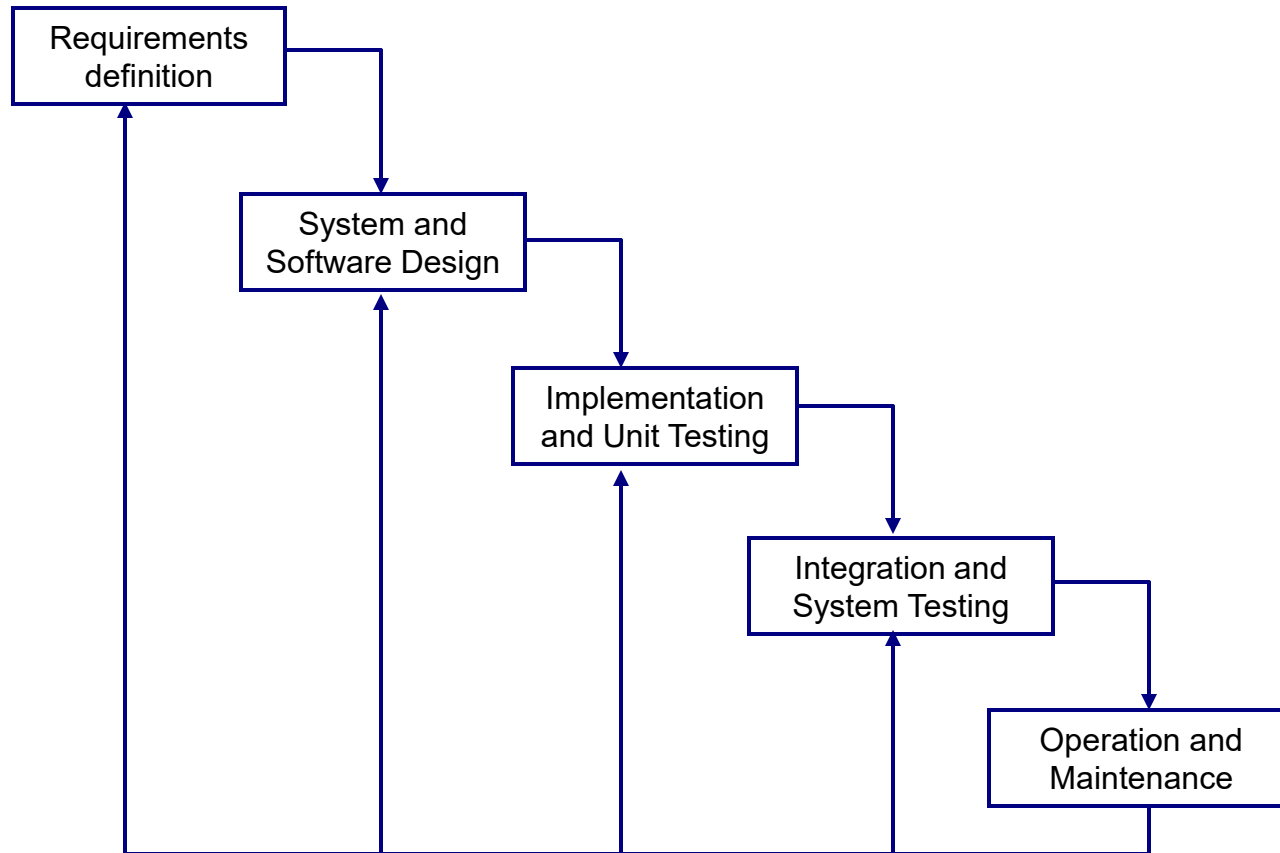 Requirements
definition
System and
Software Design
Implementation
and Unit Testing
Integration and
System Testing
Operation and
Maintenance